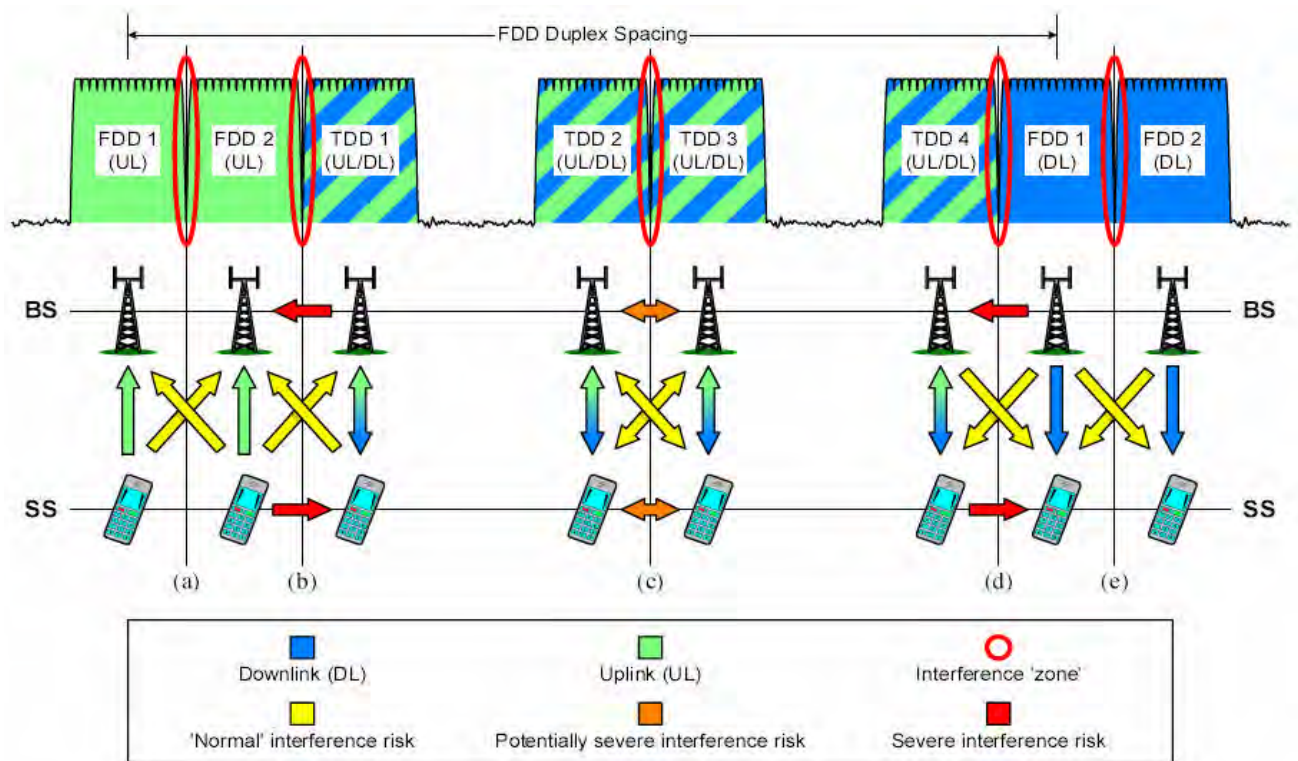 FDD Duplex Spacing
FDD 1
(UL)
FDD 2
(UL)
TDD 1
(UL/DL)
TDD 2
(UL/DL)
TDD 3
(UL/DL)
TDD 4
(UL/DL)
FDD 1
(DL)
FDD 2
(DL)
BS
BS
SS
SS
(a)
(b)
(c)
(d)
(e)
Downlink (DL)
Uplink (UL)
Interference 'zone'
'Normal' interference risk
Potentially severe interference risk
Severe interference risk